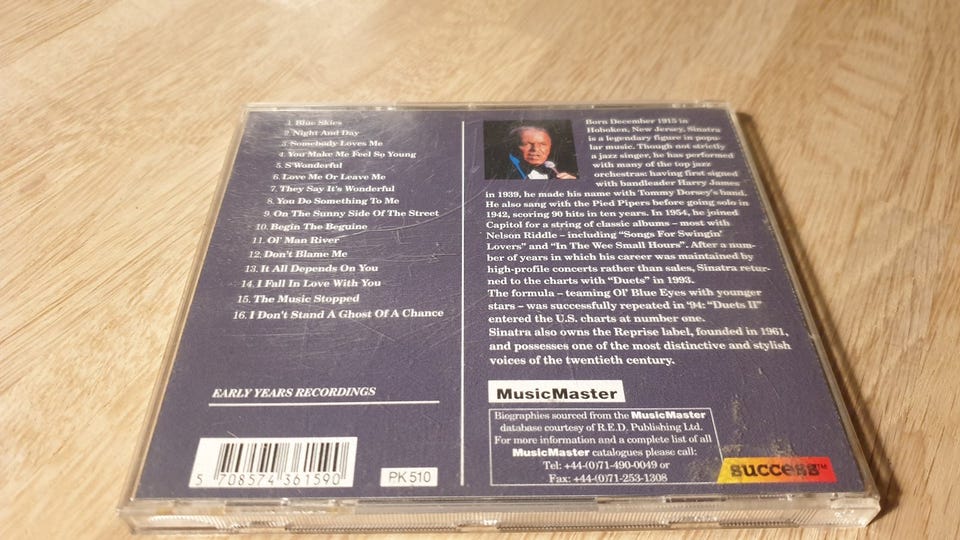 1. Blue Skies
2. Night And Day
3. Somebody Loves Me
4. You Make Me Feel So Young
5. S'Wonderful
6. Love Me Or Leave Me
7. They Say It's Wonderful
8. You Do Something To Me
9. On The Sunny Side Of The Street
10. Begin The Beguine
11. Ol' Man River
12. Don't Blame Me
13. It All Depends On You
14. I Fall In Love With You
15. The Music Stopped
16. I Don't Stand A Ghost Of A Chance
EARLY YEARS RECORDINGS
5 708574 361590
PK 510
Born December 1915 in
Hoboken, New Jersey, Sinatra
is a legendary figure in popu-
lar music. Though not strictly
a jazz singer, he has performed
with many of the top jazz
orchestras: having first signed
with bandleader Harry James
in 1939, he made his name with Tommy Dorsey's band.
He also sang with the Pied Pipers before going solo in
1942, scoring 90 hits in ten years. In 1954, he joined
Capitol for a string of classic albums – most with
Nelson Riddle – including "Songs For Swingin'
Lovers" and "In The Wee Small Hours". After a num-
ber of years in which his career was maintained by
high-profile concerts rather than sales, Sinatra retur-
ned to the charts with "Duets" in 1993.
The formula – teaming Ol' Blue Eyes with younger
stars – was successfully repeated in '94: "Duets II"
entered the U.S. charts at number one.
Sinatra also owns the Reprise label, founded in 1961,
and possesses one of the most distinctive and stylish
voices of the twentieth century.
MusicMaster
Biographies sourced from the MusicMaster
database courtesy of R.E.D. Publishing Ltd.
For more information and a complete list of all
MusicMaster catalogues please call:
Tel: +44-(0)71-490-0049 or
Fax: +44-(0)71-253-1308
success™